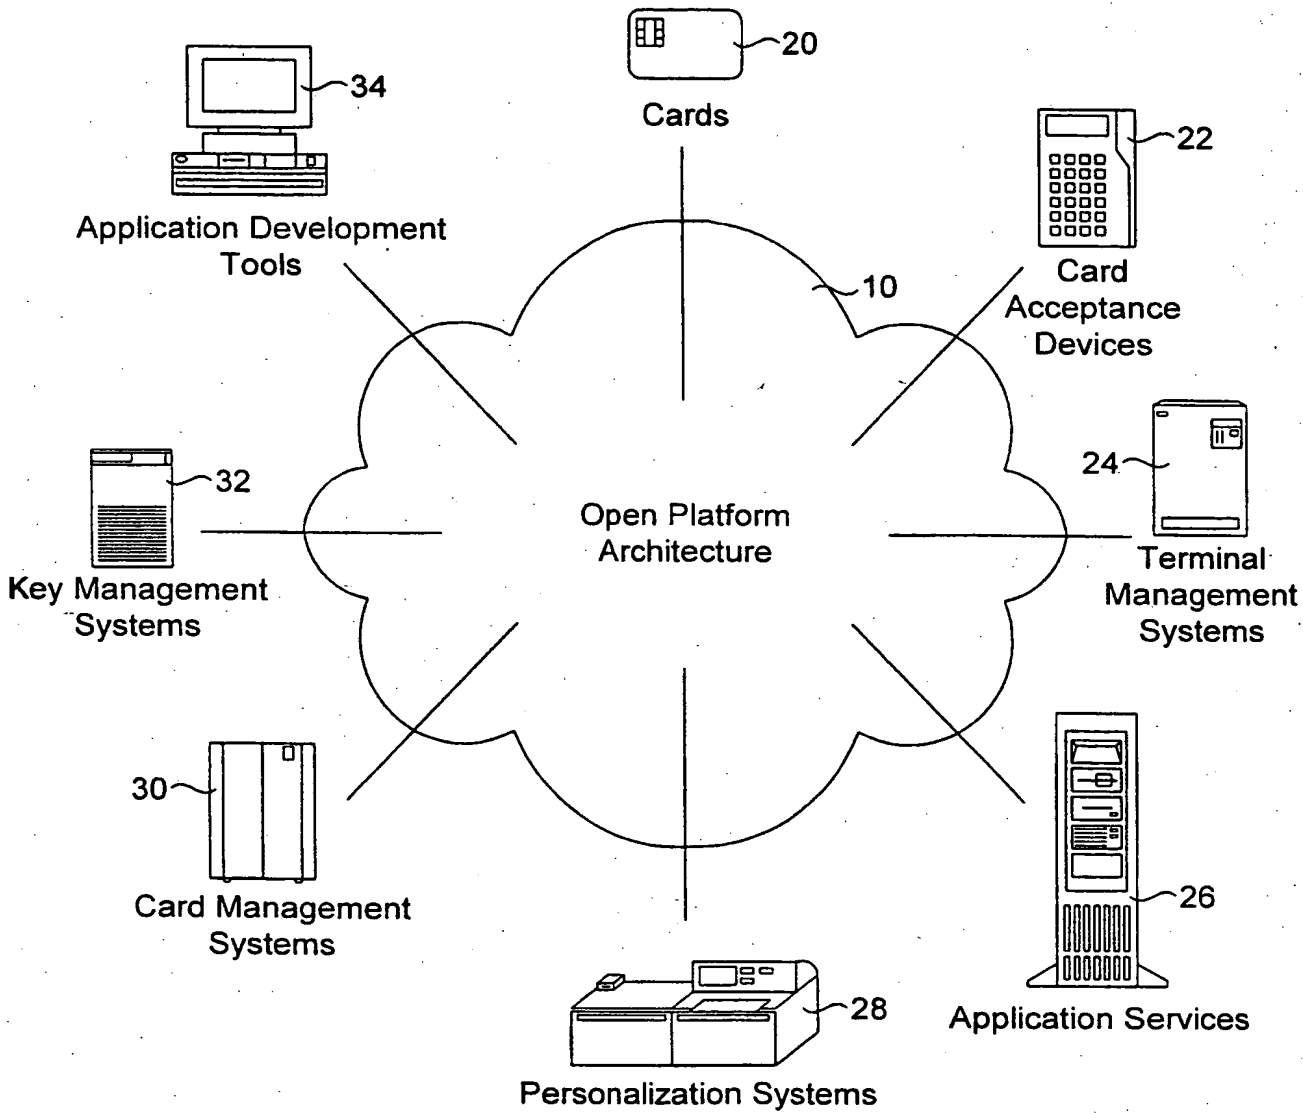 20
Cards
34
Application Development
Tools
22
Card
Acceptance
Devices
10
24
Terminal
Management
Systems
32
Key Management
Systems
Open Platform
Architecture
30
Card Management
Systems
26
Application Services
28
Personalization Systems